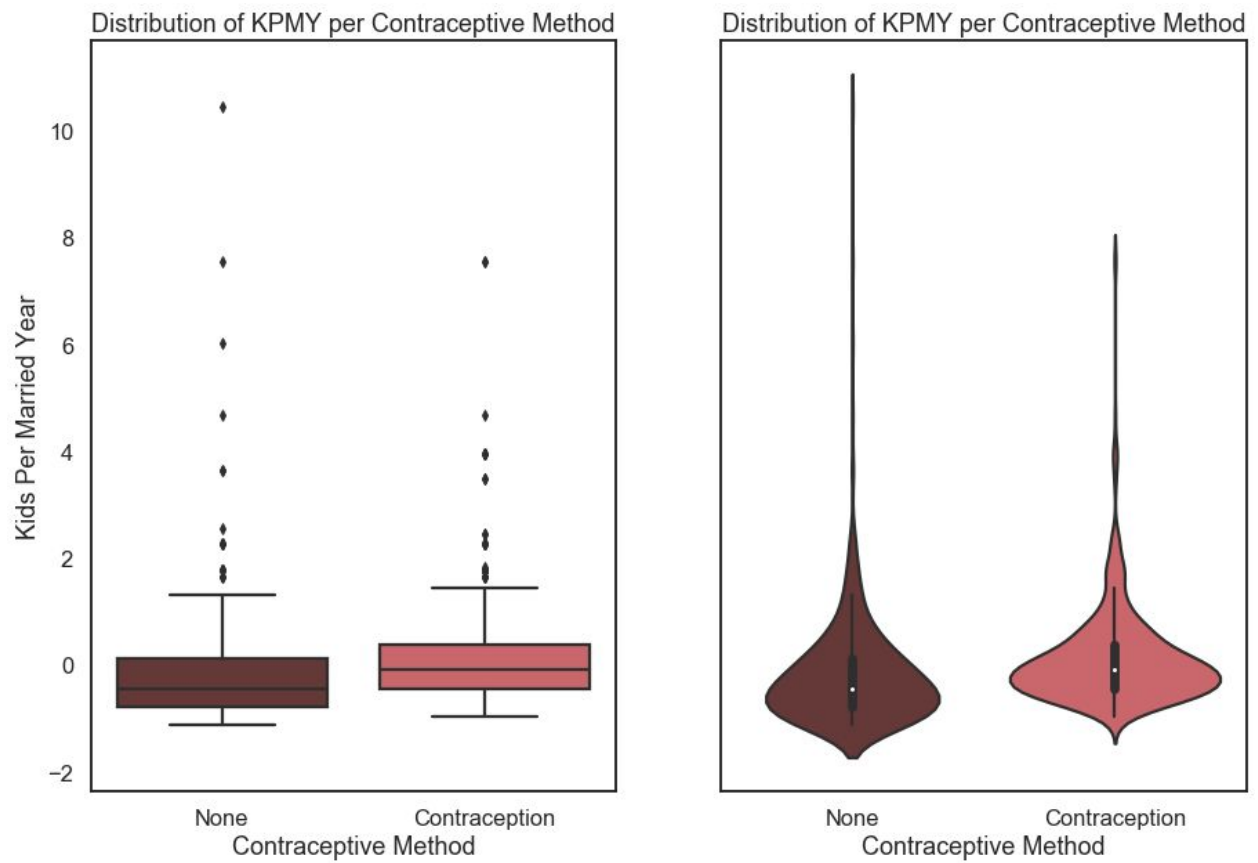 Distribution of KPMY per Contraceptive Method
Kids Per Married Year
10
8
6
4
2
0
−2
None
Contraception
Contraceptive Method
Distribution of KPMY per Contraceptive Method
None
Contraception
Contraceptive Method